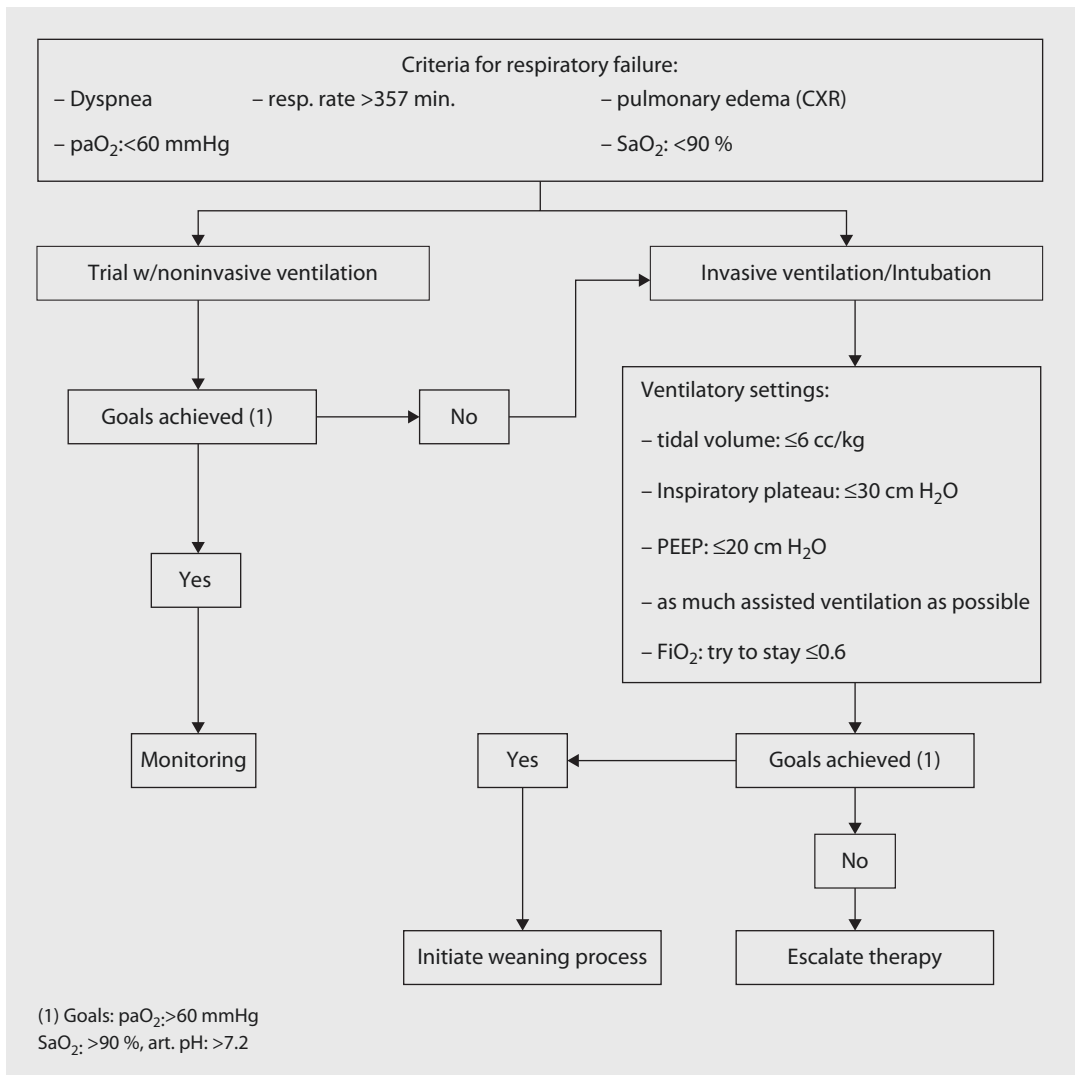 Criteria for respiratory failure:
– Dyspnea – resp. rate >357 min. – pulmonary edema (CXR)
– paO₂:<60 mmHg – SaO₂: <90 %
Trial w/noninvasive ventilation
Invasive ventilation/Intubation
Goals achieved (1)
No
Ventilatory settings:
– tidal volume: ≤6 cc/kg
– Inspiratory plateau: ≤30 cm H₂O
– PEEP: ≤20 cm H₂O
– as much assisted ventilation as possible
– FiO₂: try to stay ≤0.6
Yes
Monitoring
Yes
Goals achieved (1)
No
Initiate weaning process
Escalate therapy
(1) Goals: paO₂:>60 mmHg
SaO₂: >90 %, art. pH: >7.2